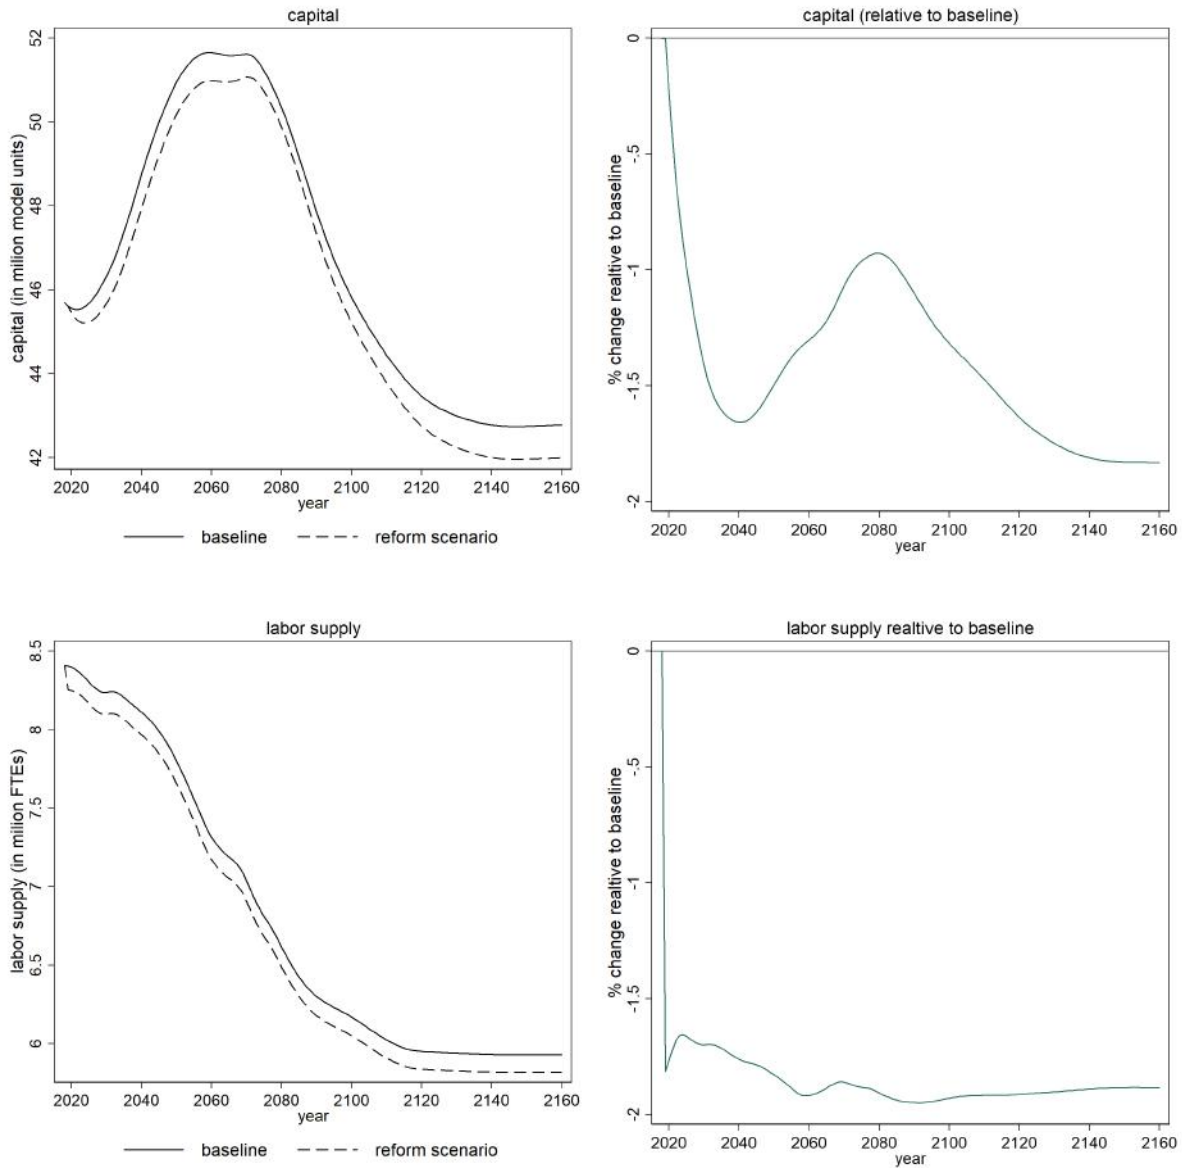 capital
capital (in milion model units)
52
50
48
46
44
42
2020 2040 2060 2080 2100 2120 2140 2160
year
baseline reform scenario
capital (relative to baseline)
% change realtive to baseline
0
-.5
-1
-1.5
-2
2020 2040 2060 2080 2100 2120 2140 2160
year
labor supply
labor supply (in milion FTEs)
8.5
8
7.5
7
6.5
6
2020 2040 2060 2080 2100 2120 2140 2160
year
baseline reform scenario
labor supply realtive to baseline
% change realtive to baseline
0
-.5
-1
-1.5
-2
2020 2040 2060 2080 2100 2120 2140 2160
year